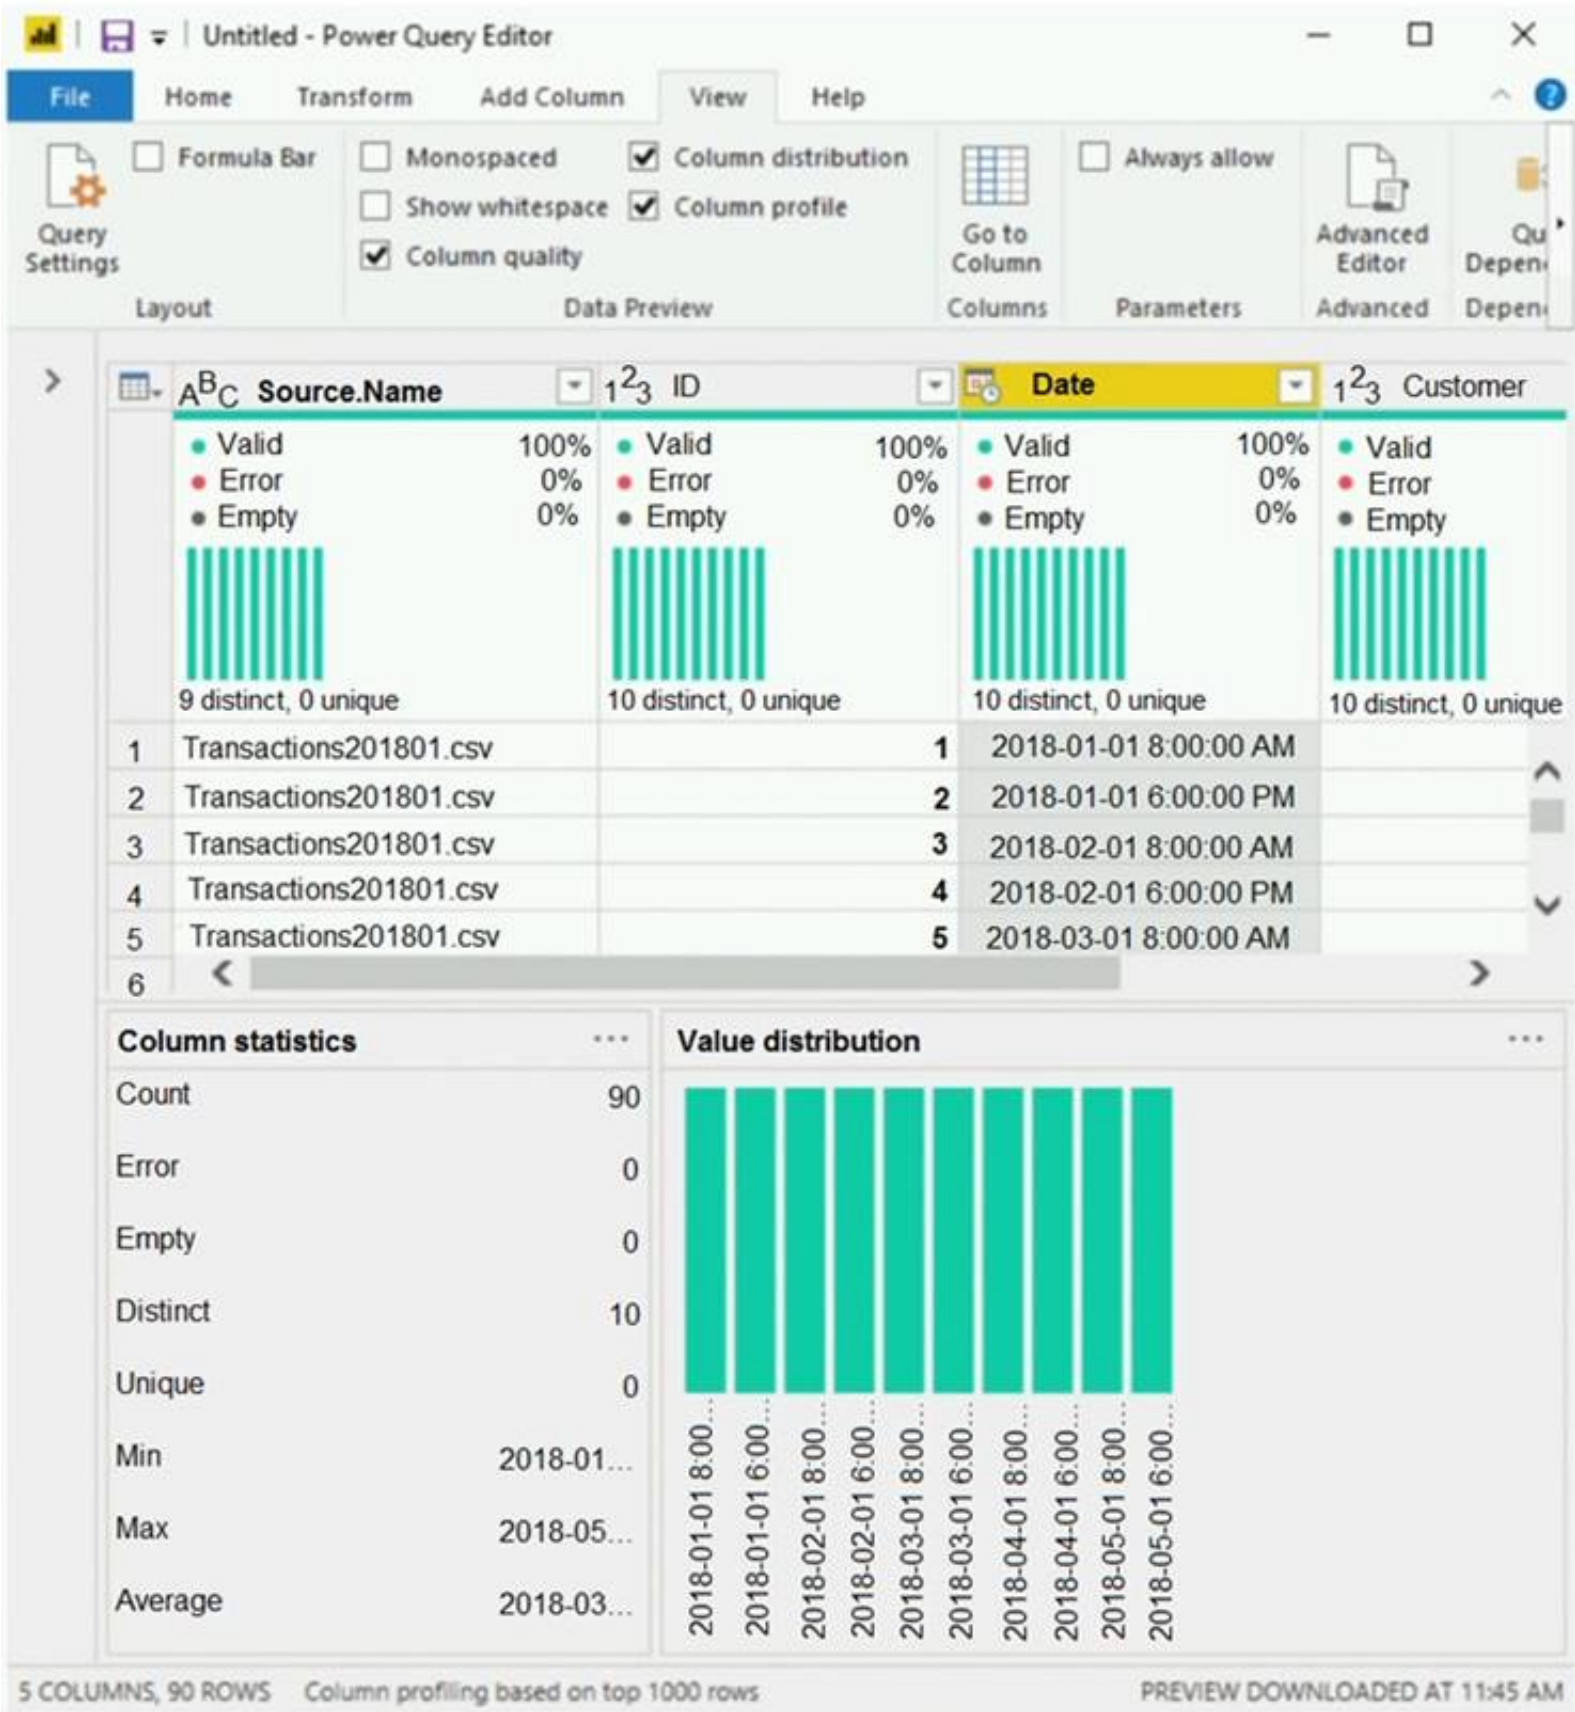 Untitled - Power Query Editor
File Home Transform Add Column View Help ?
Formula Bar Monospaced Column distribution Always allow
Show whitespace Column profile
Column quality
Query Settings Go to Column Advanced Editor Qu Depen
Layout Data Preview Columns Parameters Advanced Depen
ABC Source.Name 123 ID Date 123 Customer
Valid 100% Valid 100% Valid 100% Valid
Error 0% Error 0% Error 0% Error
Empty 0% Empty 0% Empty 0% Empty
9 distinct, 0 unique 10 distinct, 0 unique 10 distinct, 0 unique 10 distinct, 0 unique
1 Transactions201801.csv 1 2018-01-01 8:00:00 AM
2 Transactions201801.csv 2 2018-01-01 6:00:00 PM
3 Transactions201801.csv 3 2018-02-01 8:00:00 AM
4 Transactions201801.csv 4 2018-02-01 6:00:00 PM
5 Transactions201801.csv 5 2018-03-01 8:00:00 AM
6
Column statistics ... Value distribution ...
Count 90
Error 0
Empty 0
Distinct 10
Unique 0
Min 2018-01...
Max 2018-05...
Average 2018-03...
2018-01-01 8:00...
2018-01-01 6:00...
2018-02-01 8:00...
2018-02-01 6:00...
2018-03-01 8:00...
2018-03-01 6:00...
2018-04-01 8:00...
2018-04-01 6:00...
2018-05-01 8:00...
2018-05-01 6:00...
5 COLUMNS, 90 ROWS Column profiling based on top 1000 rows PREVIEW DOWNLOADED AT 11:45 AM